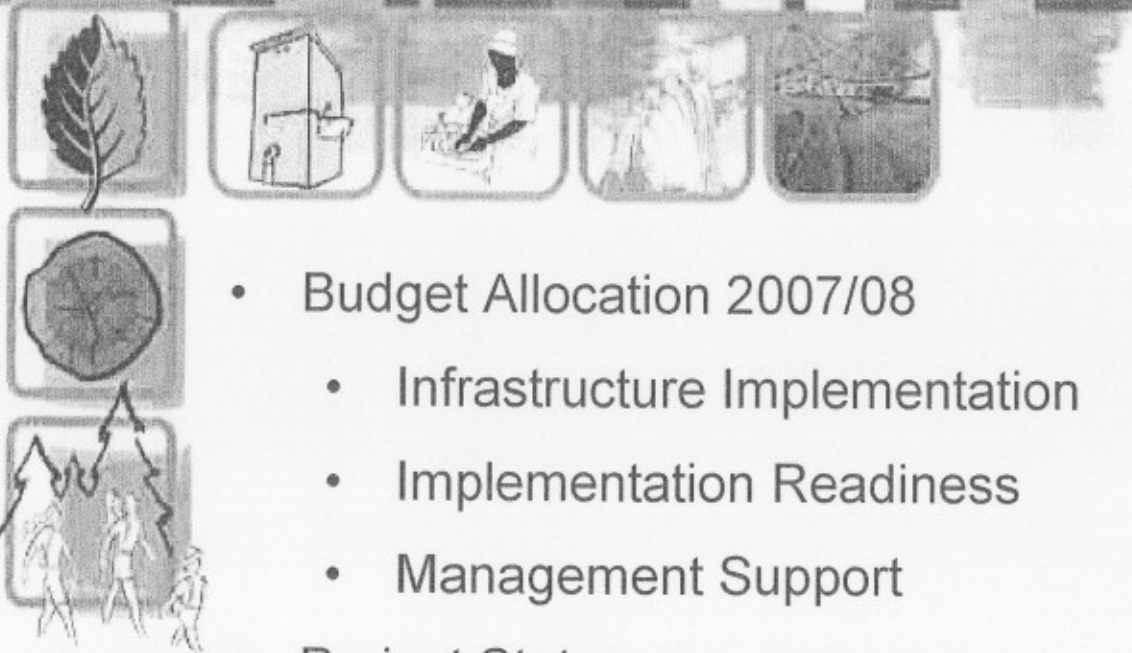 • Budget Allocation 2007/08
• Infrastructure Implementation
• Implementation Readiness
• Management Support